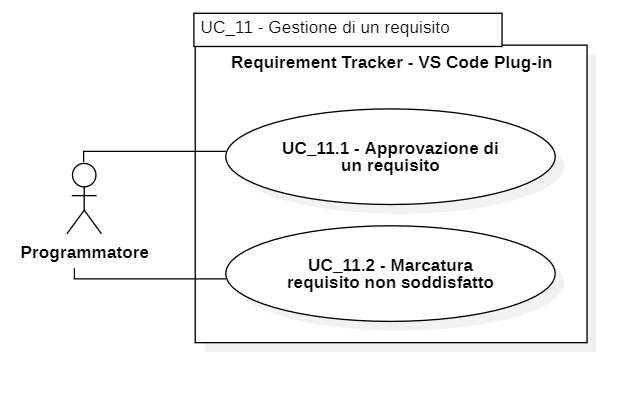 UC_11 - Gestione di un requisito
Requirement Tracker - VS Code Plug-in
UC_11.1 - Approvazione di
un requisito
Programmatore
UC_11.2 - Marcatura
requisito non soddisfatto